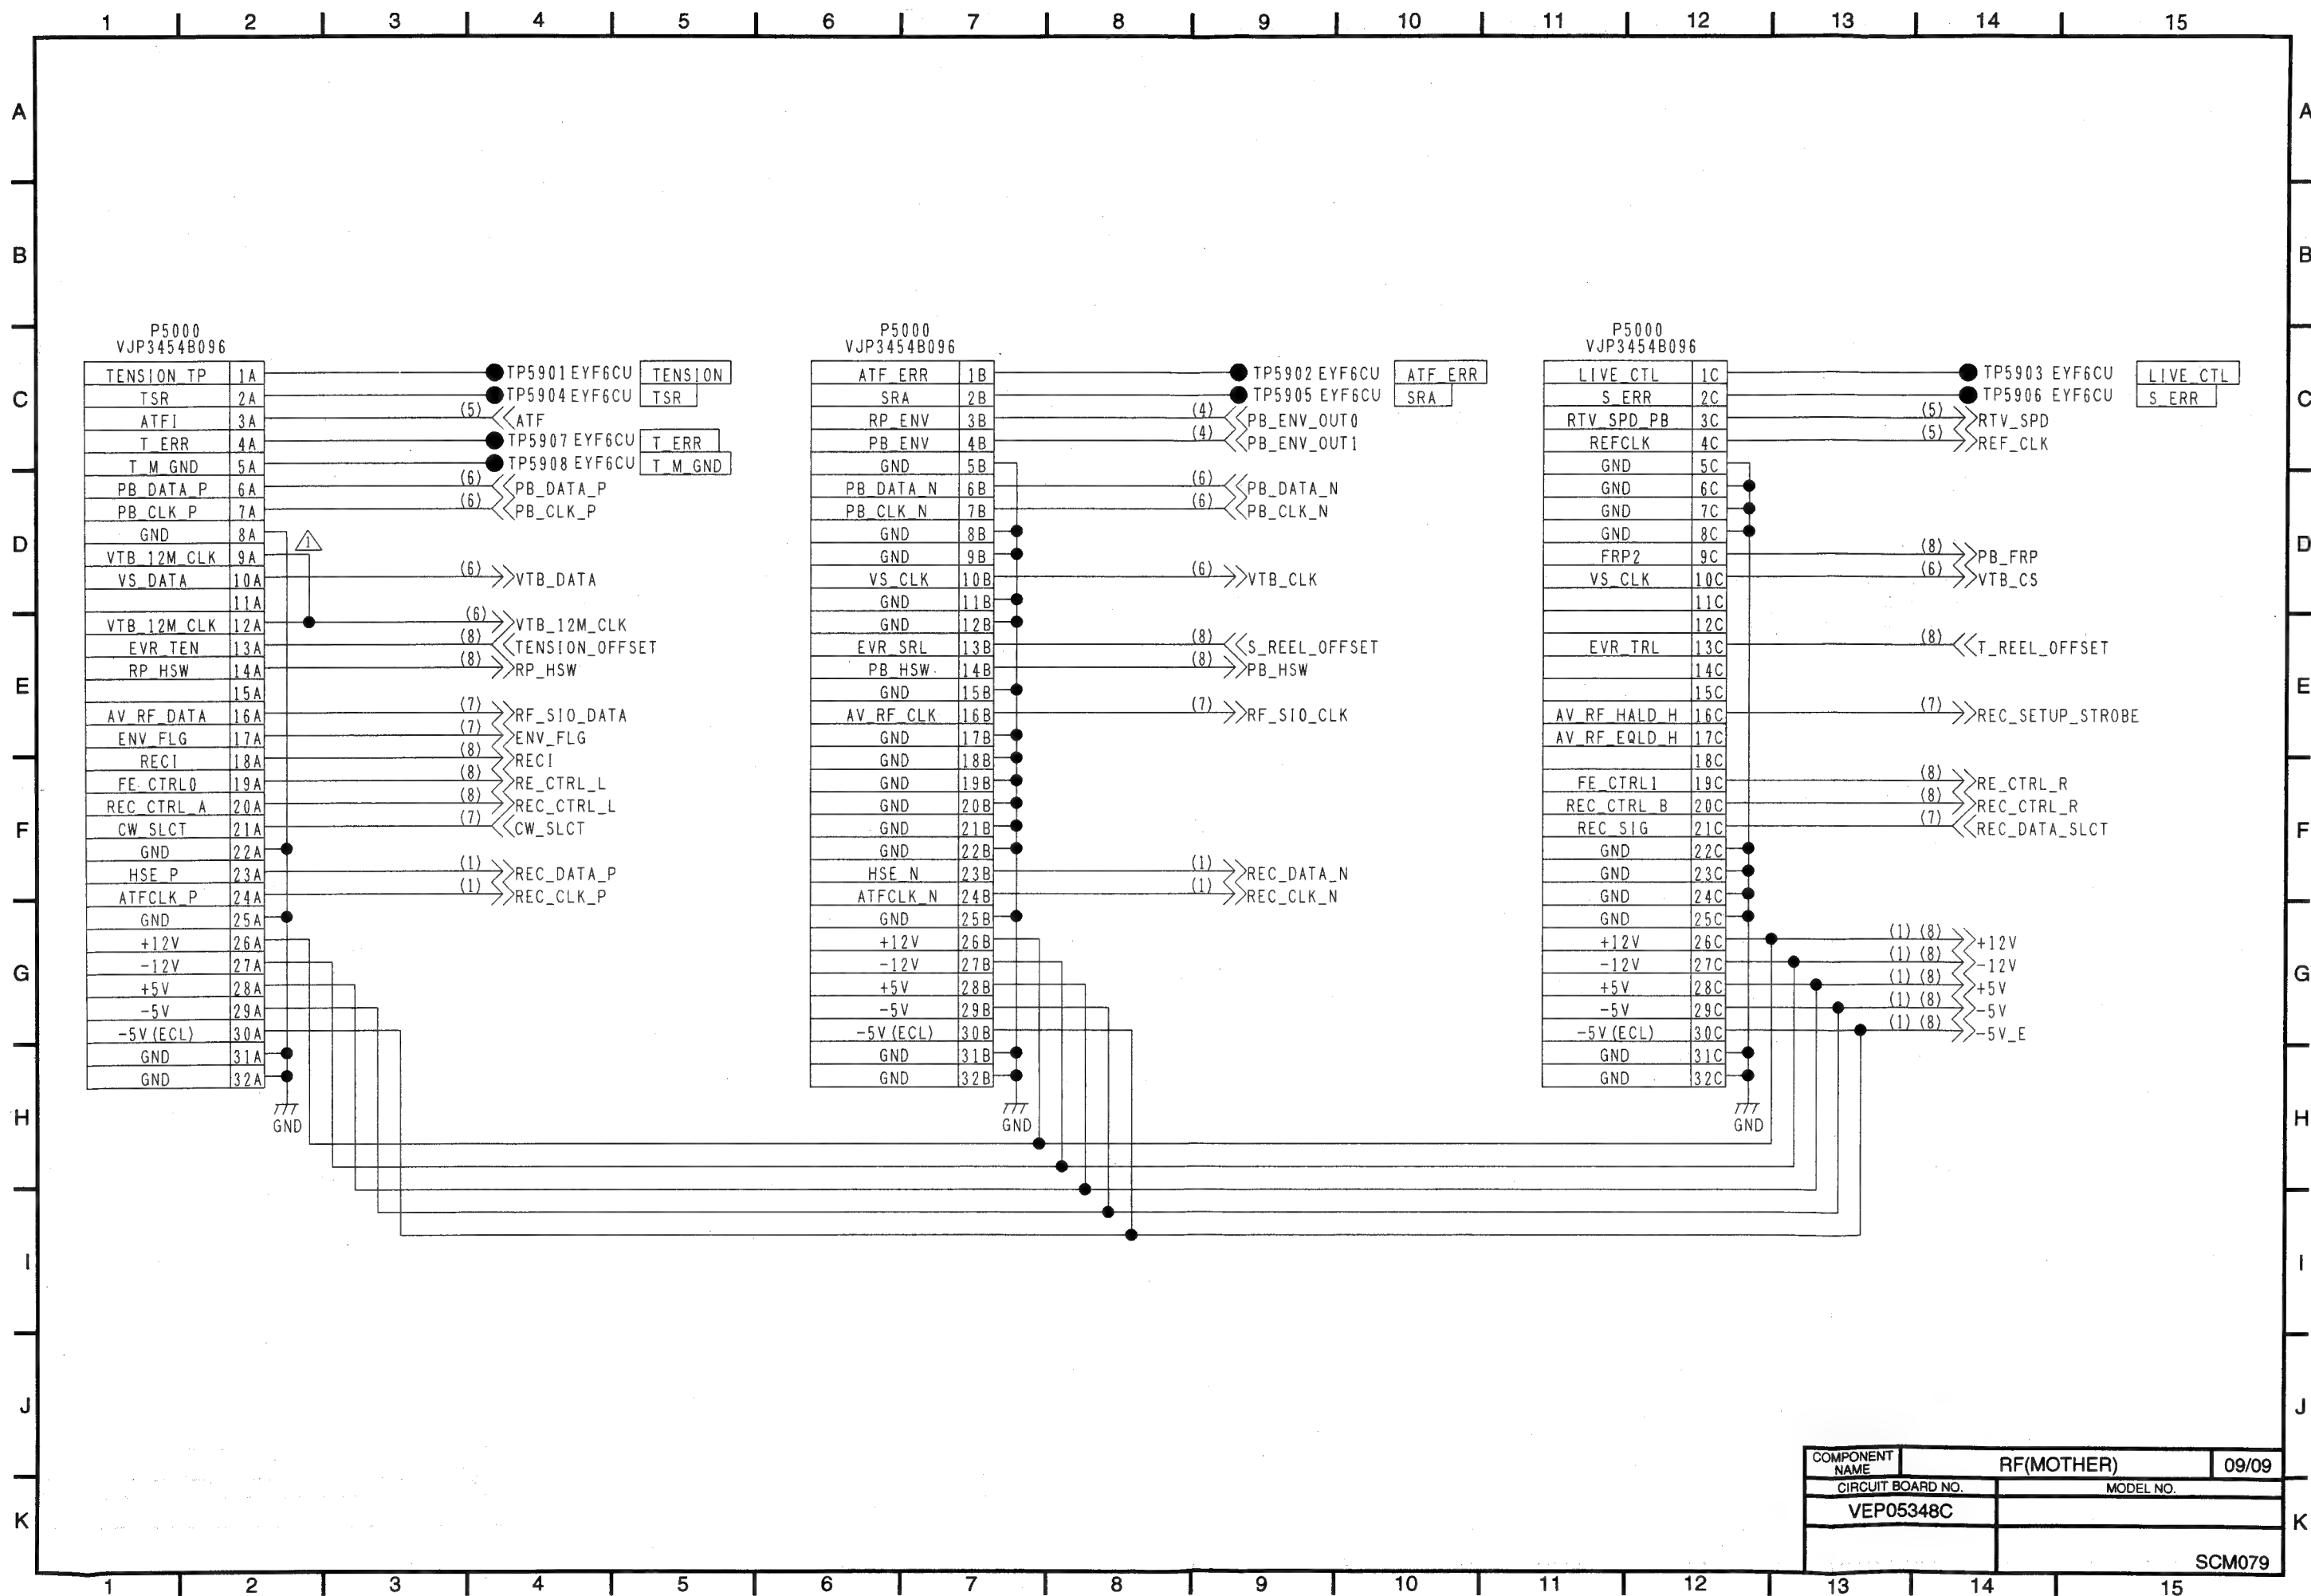 1 2 3 4 5 6 7 8 9 10 11 12 13 14 15
A A
B B
C C
D D
E E
F F
G G
H H
I I
J J
K K
P5000
VJP3454B096
TENSION_TP 1A TP5901 EYF6CU TENSION
TSR 2A TP5904 EYF6CU TSR
ATFI 3A (5) ATF
T_ERR 4A TP5907 EYF6CU T_ERR
T_M_GND 5A TP5908 EYF6CU T_M_GND
PB_DATA_P 6A (6) PB_DATA_P
PB_CLK_P 7A (6) PB_CLK_P
GND 8A 1
VTB_12M_CLK 9A
VS_DATA 10A (6) VTB_DATA
11A
VTB_12M_CLK 12A (6) VTB_12M_CLK
EVR_TEN 13A (8) TENSION_OFFSET
RP_HSW 14A (8) RP_HSW
15A
AV_RF_DATA 16A (7) RF_SIO_DATA
ENV_FLG 17A (7) ENV_FLG
RECI 18A (8) RECI
FE_CTRL0 19A (8) RE_CTRL_L
REC_CTRL_A 20A (8) REC_CTRL_L
CW_SLCT 21A (7) CW_SLCT
GND 22A
HSE_P 23A (1) REC_DATA_P
ATFCLK_P 24A (1) REC_CLK_P
GND 25A
+12V 26A
-12V 27A
+5V 28A
-5V 29A
-5V(ECL) 30A
GND 31A
GND 32A
GND
P5000
VJP3454B096
ATF_ERR 1B TP5902 EYF6CU ATF_ERR
SRA 2B TP5905 EYF6CU SRA
RP_ENV 3B (4) PB_ENV_OUT0
PB_ENV 4B (4) PB_ENV_OUT1
GND 5B
PB_DATA_N 6B (6) PB_DATA_N
PB_CLK_N 7B (6) PB_CLK_N
GND 8B
GND 9B
VS_CLK 10B (6) VTB_CLK
GND 11B
GND 12B
EVR_SRL 13B (8) S_REEL_OFFSET
PB_HSW 14B (8) PB_HSW
GND 15B
AV_RF_CLK 16B (7) RF_SIO_CLK
GND 17B
GND 18B
GND 19B
GND 20B
GND 21B
GND 22B
HSE_N 23B (1) REC_DATA_N
ATFCLK_N 24B (1) REC_CLK_N
GND 25B
+12V 26B
-12V 27B
+5V 28B
-5V 29B
-5V(ECL) 30B
GND 31B
GND 32B
GND
P5000
VJP3454B096
LIVE_CTL 1C TP5903 EYF6CU LIVE_CTL
S_ERR 2C TP5906 EYF6CU S_ERR
RTV_SPD_PB 3C (5) RTV_SPD
REFCLK 4C (5) REF_CLK
GND 5C
GND 6C
GND 7C
GND 8C
FRP2 9C (8) PB_FRP
VS_CLK 10C (6) VTB_CS
11C
12C
EVR_TRL 13C (8) T_REEL_OFFSET
14C
15C
AV_RF_HALD_H 16C (7) REC_SETUP_STROBE
AV_RF_EQLD_H 17C
18C
FE_CTRL1 19C (8) RE_CTRL_R
REC_CTRL_B 20C (8) REC_CTRL_R
REC_SIG 21C (7) REC_DATA_SLCT
GND 22C
GND 23C
GND 24C
GND 25C
+12V 26C (1) (8) +12V
-12V 27C (1) (8) -12V
+5V 28C (1) (8) +5V
-5V 29C (1) (8) -5V
-5V(ECL) 30C (1) (8) -5V_E
GND 31C
GND 32C
GND
COMPONENT NAME RF(MOTHER) 09/09
CIRCUIT BOARD NO. MODEL NO.
VEP05348C
SCM079
1 2 3 4 5 6 7 8 9 10 11 12 13 14 15